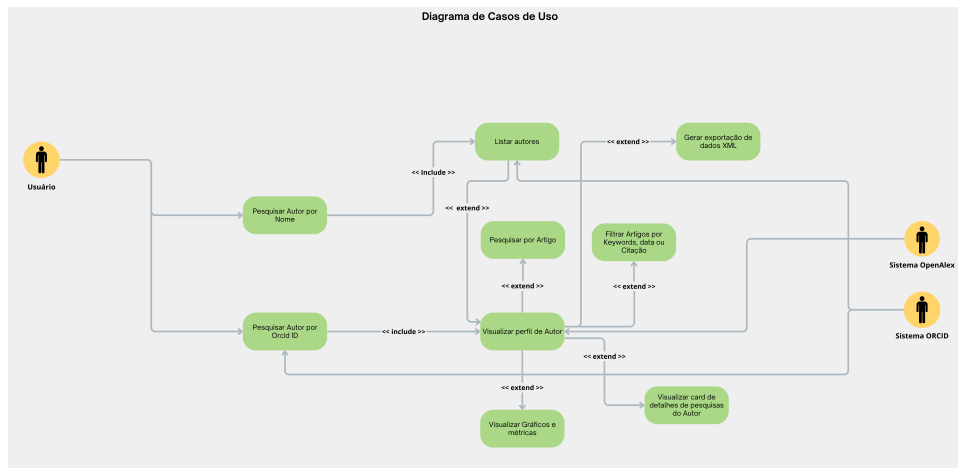 Diagrama de Casos de Uso
Listar autores
<< extend >>
Gerar exportação de
dados XML
<< include >>
Usuário
Pesquisar Autor por
Nome
<< extend >>
Pesquisar por Artigo
Filtrar Artigos por
Keywords, data ou
Citação
Sistema OpenAlex
<< extend >>
<< extend >>
Pesquisar Autor por
Orcid ID
<< include >>
Visualizar perfil de Autor
Sistema ORCID
<< extend >>
<< extend >>
Visualizar card de
detalhes de pesquisas
do Autor
Visualizar Gráficos e
métricas